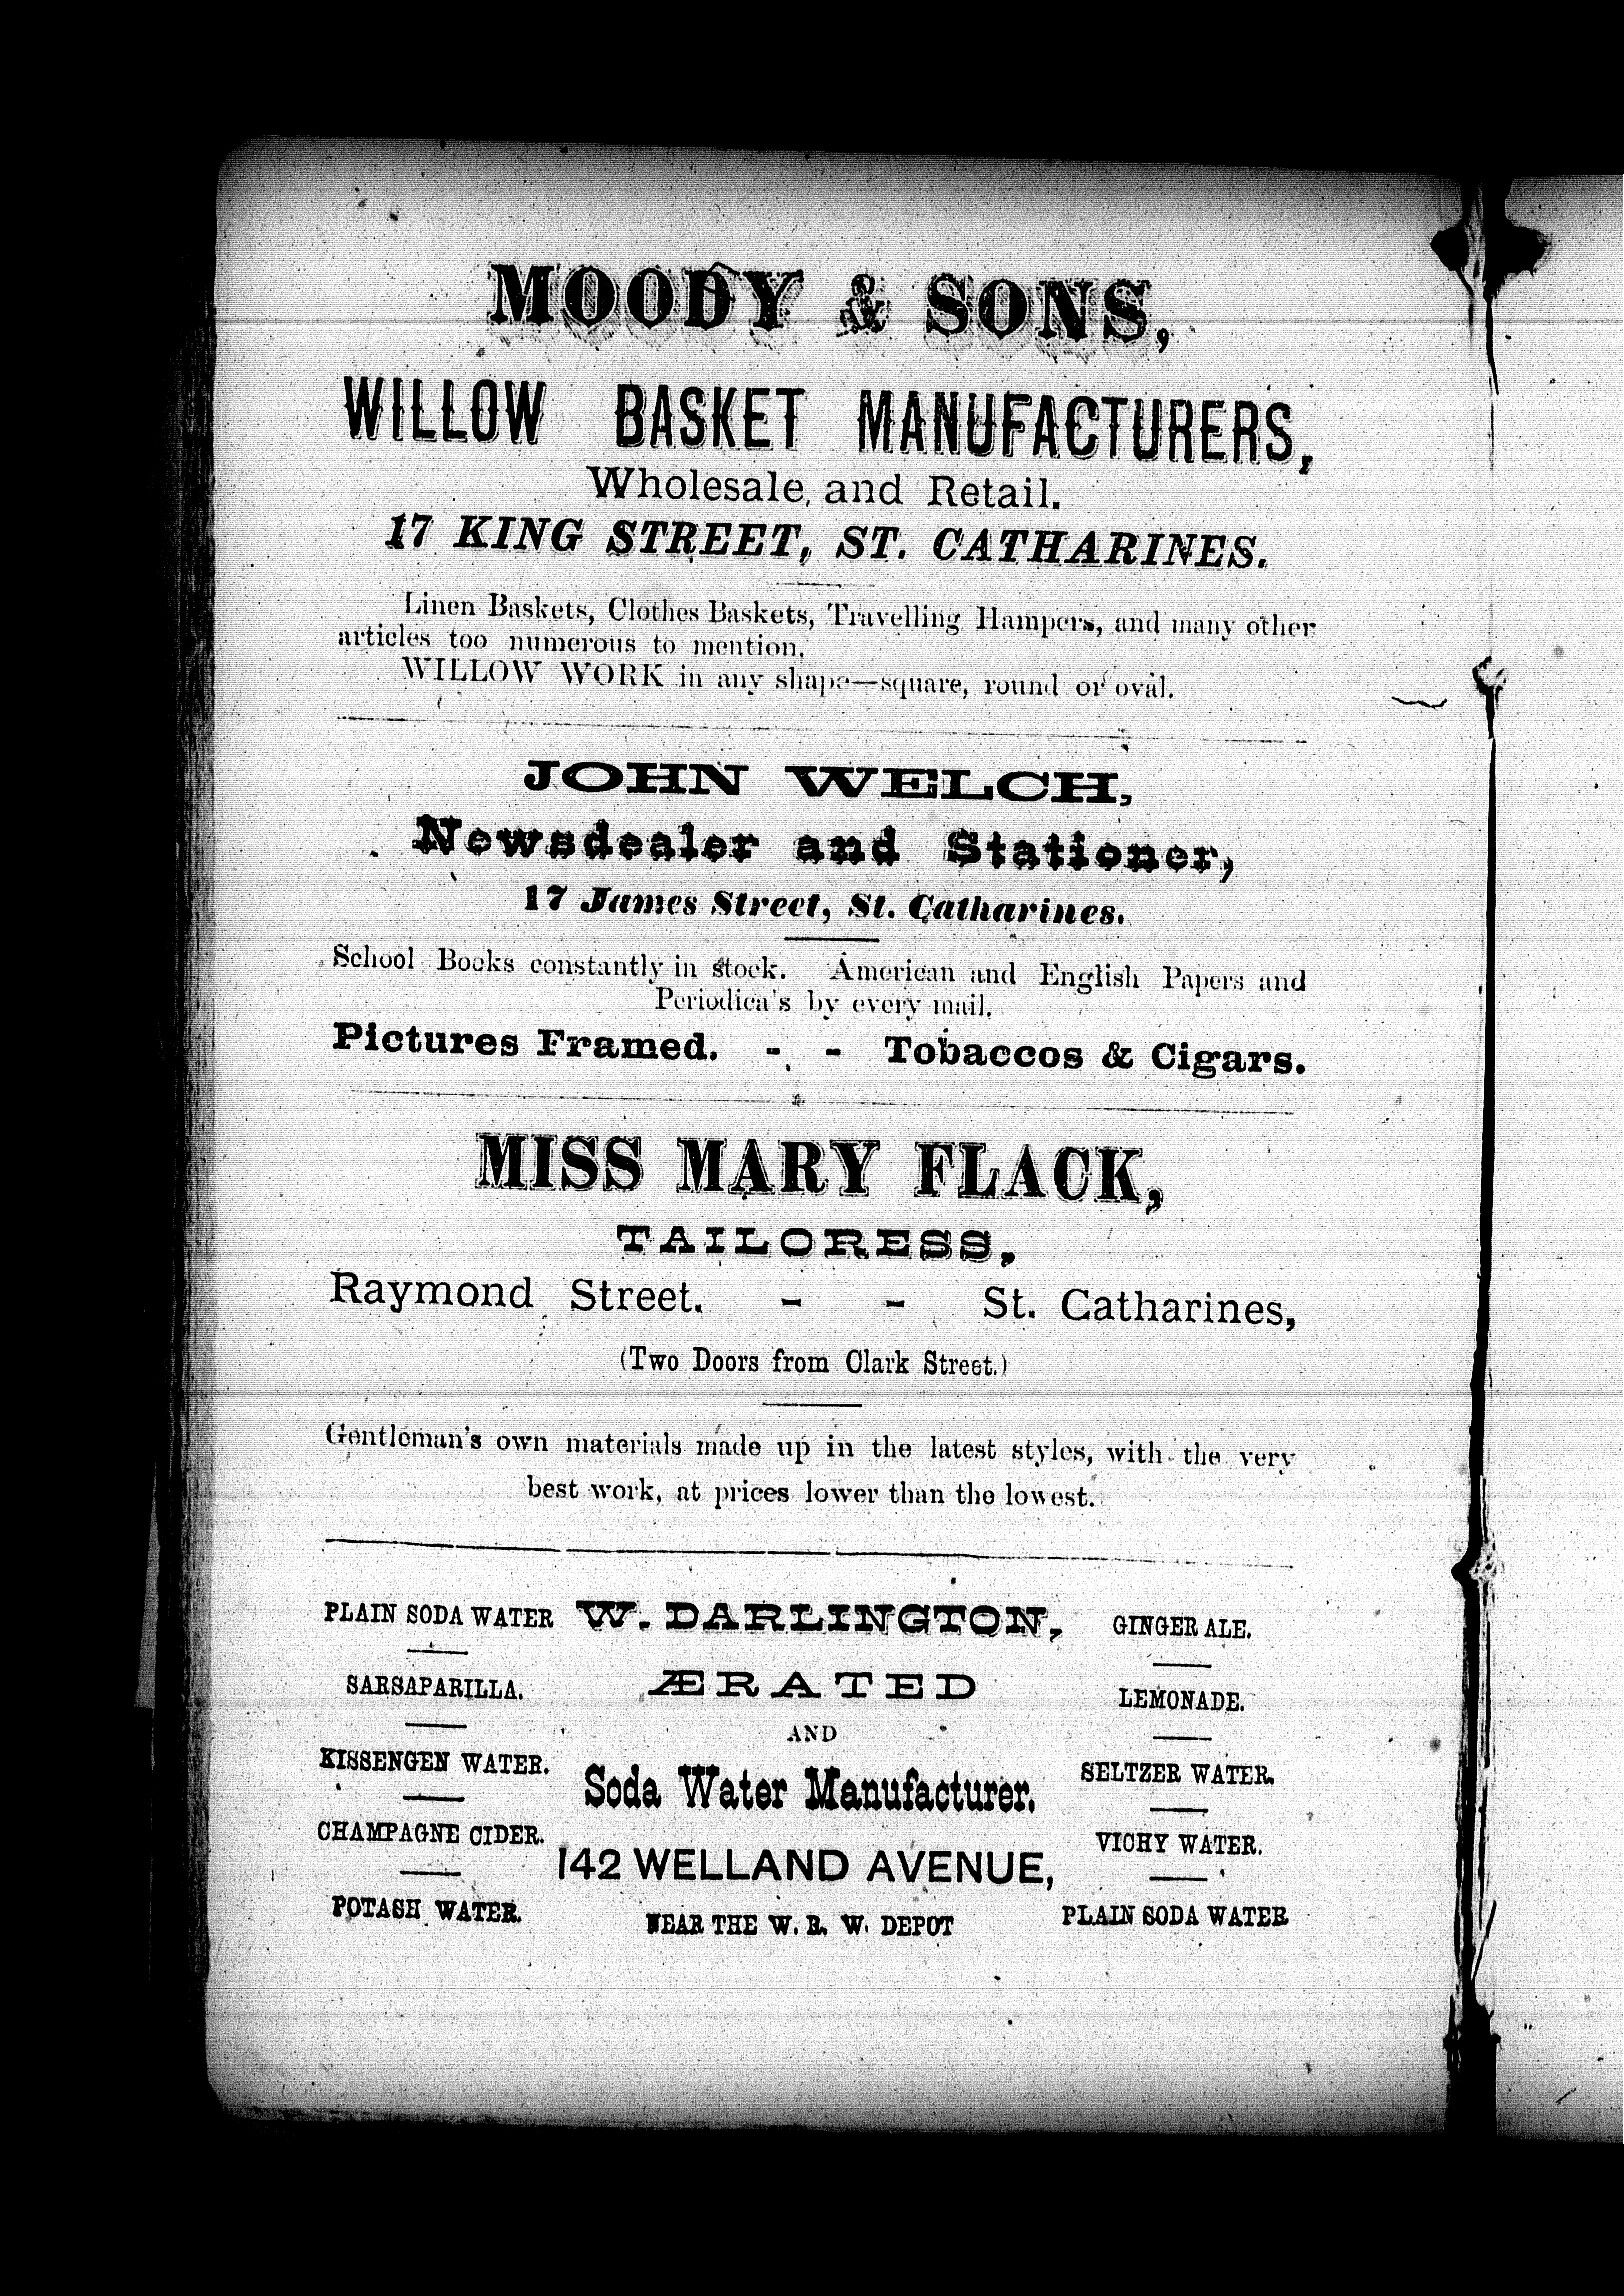 MOODY & SONS,
WILLOW BASKET MANUFACTURERS,
Wholesale, and Retail.
17 KING STREET, ST. CATHARINES.
Linen Baskets, Clothes Baskets, Travelling Hampers, and many other
articles too numerous to mention.
WILLOW WORK in any shape—square, round or oval.
JOHN WELCH,
Newsdealer and Stationer,
17 James Street, St. Catharines.
School Books constantly in stock. American and English Papers and
Periodica's by every mail.
Pictures Framed. - - Tobaccos & Cigars.
MISS MARY FLACK,
TAILORESS,
Raymond Street. - - St. Catharines,
(Two Doors from Clark Street.)
Gentleman's own materials made up in the latest styles, with the very
best work, at prices lower than the lowest.
PLAIN SODA WATER
SARSAPARILLA.
KISSENGEN WATER.
CHAMPAGNE CIDER.
POTASH WATER.
W. DARLINGTON,
ÆRATED
AND
Soda Water Manufacturer.
142 WELLAND AVENUE,
NEAR THE W. R. W. DEPOT
GINGER ALE.
LEMONADE.
SELTZER WATER.
VICHY WATER.
PLAIN SODA WATER